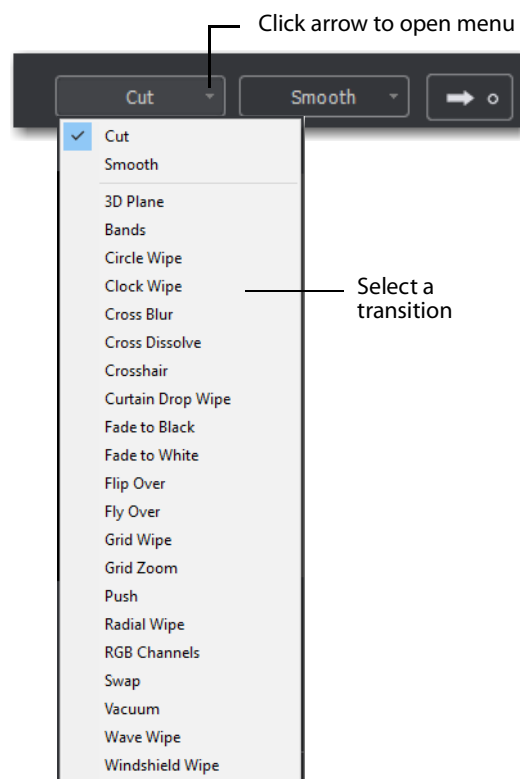 Click arrow to open menu
Cut
Smooth
Cut
Smooth
3D Plane
Bands
Circle Wipe
Clock Wipe
Select a
transition
Cross Blur
Cross Dissolve
Crosshair
Curtain Drop Wipe
Fade to Black
Fade to White
Flip Over
Fly Over
Grid Wipe
Grid Zoom
Push
Radial Wipe
RGB Channels
Swap
Vacuum
Wave Wipe
Windshield Wipe